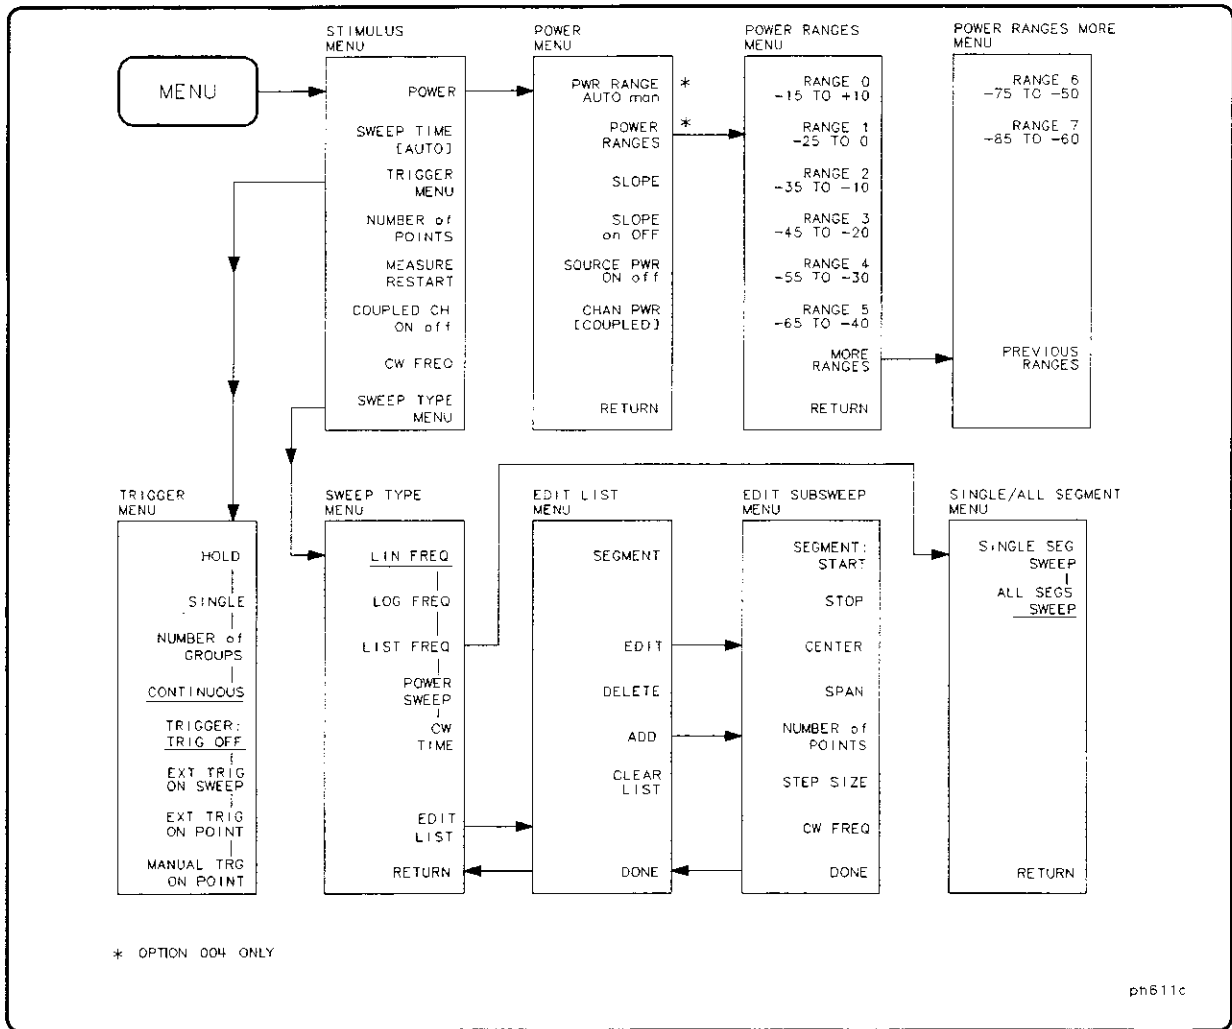 MENU
STIMULUS
MENU
POWER
SWEEP TIME
[AUTO]
TRIGGER
MENU
NUMBER of
POINTS
MEASURE
RESTART
COUPLED CH
ON off
CW FREQ
SWEEP TYPE
MENU
POWER
MENU
PWR RANGE *
AUTO man
POWER *
RANGES
SLOPE
SLOPE
on OFF
SOURCE PWR
ON off
CHAN PWR
[COUPLED]
RETURN
POWER RANGES
MENU
RANGE 0
-15 TO +10
RANGE 1
-25 TO 0
RANGE 2
-35 TO -10
RANGE 3
-45 TO -20
RANGE 4
-55 TO -30
RANGE 5
-65 TO -40
MORE
RANGES
RETURN
POWER RANGES MORE
MENU
RANGE 6
-75 TO -50
RANGE 7
-85 TO -60
PREVIOUS
RANGES
TRIGGER
MENU
HOLD
SINGLE
NUMBER of
GROUPS
CONTINUOUS
TRIGGER:
TRIG OFF
EXT TRIG
ON SWEEP
EXT TRIG
ON POINT
MANUAL TRG
ON POINT
SWEEP TYPE
MENU
LIN FREQ
LOG FREQ
LIST FREQ
POWER
SWEEP
CW
TIME
EDIT
LIST
RETURN
EDIT LIST
MENU
SEGMENT
EDIT
DELETE
ADD
CLEAR
LIST
DONE
EDIT SUBSWEEP
MENU
SEGMENT:
START
STOP
CENTER
SPAN
NUMBER of
POINTS
STEP SIZE
CW FREQ
DONE
SINGLE/ALL SEGMENT
MENU
SINGLE SEG
SWEEP
ALL SEGS
SWEEP
RETURN
* OPTION 004 ONLY
ph611c